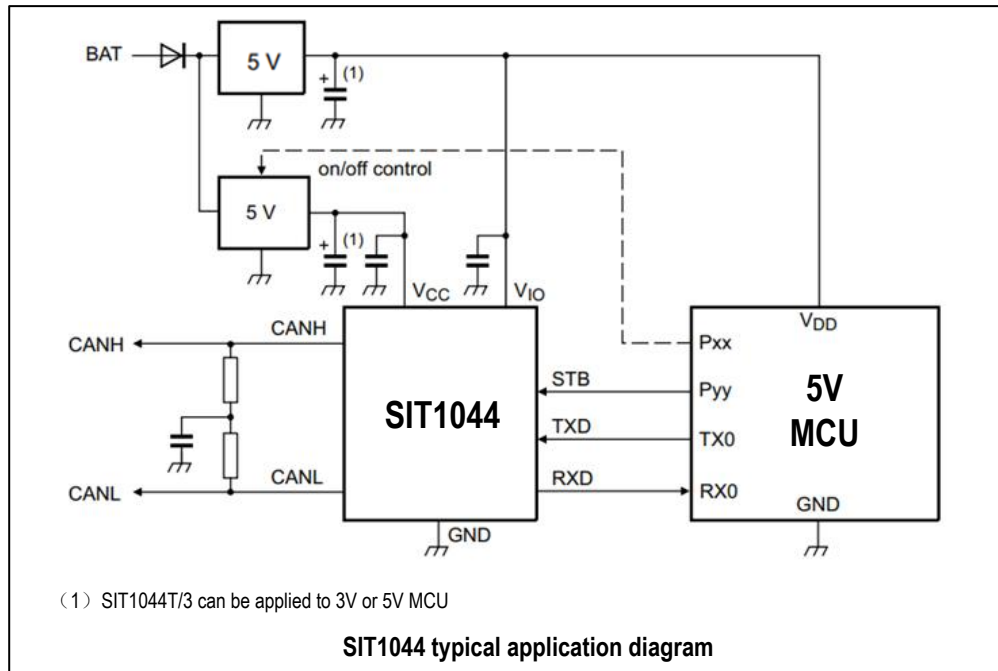 BAT
5 V
+ (1)
on/off control
5 V
+ (1)
VCC
VIO
VDD
CANH
CANH
Pxx
STB
Pyy
SIT1044
5V
MCU
TXD
TX0
CANL
CANL
RXD
RX0
GND
GND
(1) SIT1044T/3 can be applied to 3V or 5V MCU
SIT1044 typical application diagram